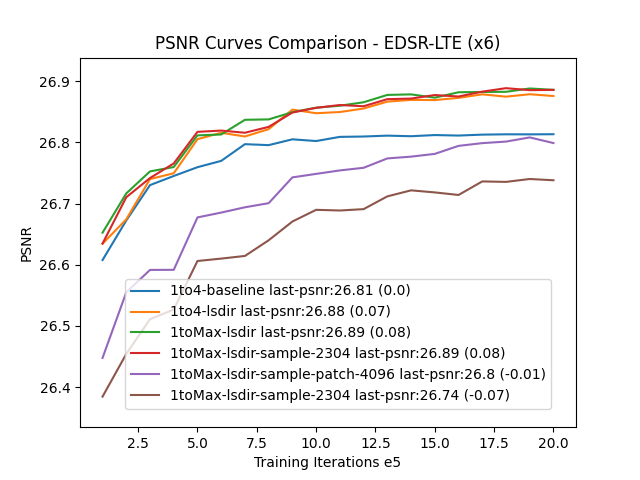 PSNR Curves Comparison - EDSR-LTE (x6)
PSNR
26.9
26.8
26.7
26.6
26.5
26.4
1to4-baseline last-psnr:26.81 (0.0)
1to4-lsdir last-psnr:26.88 (0.07)
1toMax-lsdir last-psnr:26.89 (0.08)
1toMax-lsdir-sample-2304 last-psnr:26.89 (0.08)
1toMax-lsdir-sample-patch-4096 last-psnr:26.8 (-0.01)
1toMax-lsdir-sample-2304 last-psnr:26.74 (-0.07)
2.5 5.0 7.5 10.0 12.5 15.0 17.5 20.0
Training Iterations e5